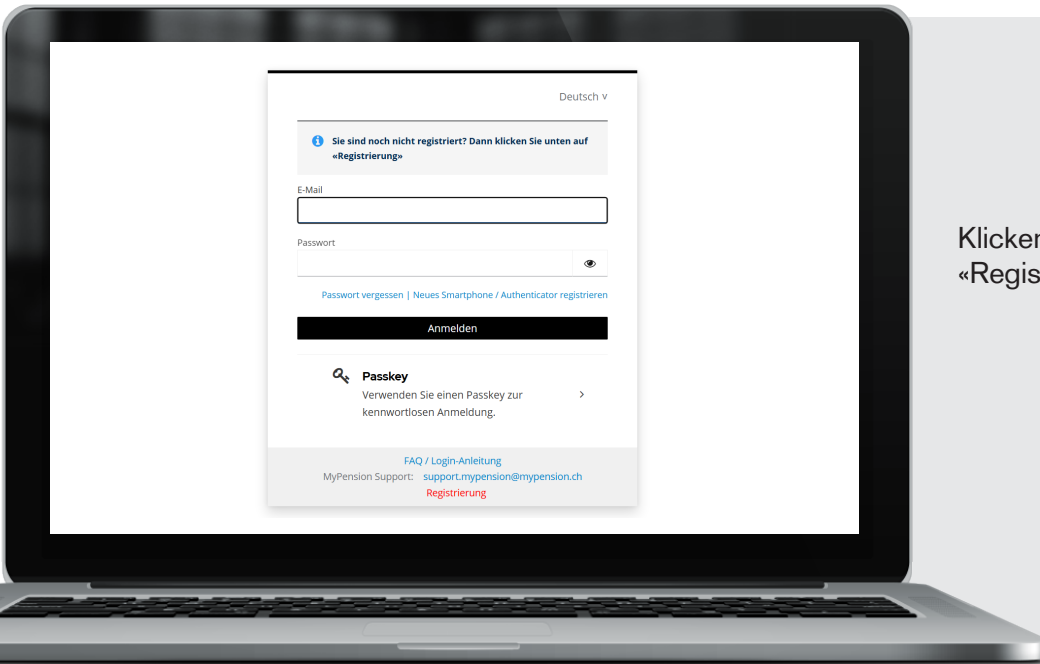 Deutsch v
Sie sind noch nicht registriert? Dann klicken Sie unten auf
«Registrierung»
E-Mail
Passwort
Passwort vergessen | Neues Smartphone / Authenticator registrieren
Anmelden
Passkey
Verwenden Sie einen Passkey zur
kennwortlosen Anmeldung.
FAQ / Login-Anleitung
MyPension Support: support.mypension@mypension.ch
Registrierung